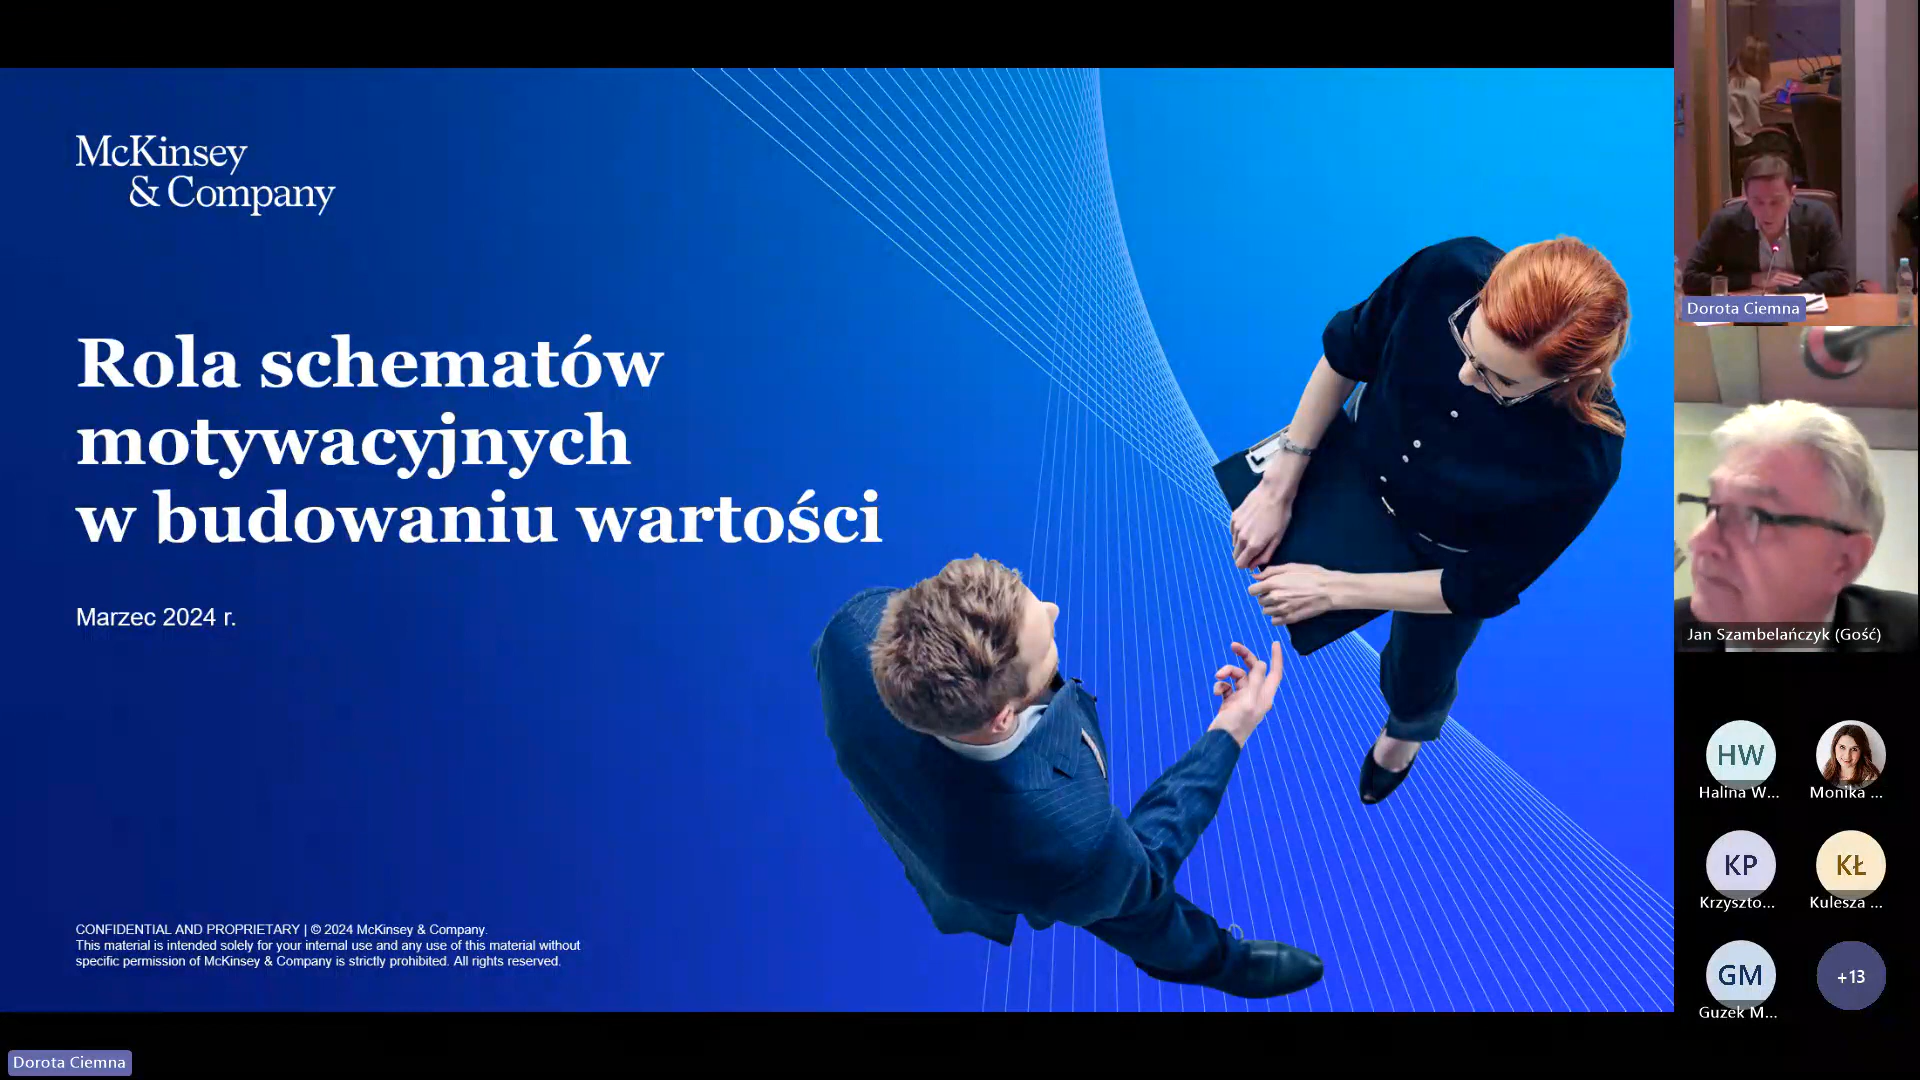 McKinsey
& Company
Rola schematów
motywacyjnych
w budowaniu wartości
Marzec 2024 r.
CONFIDENTIAL AND PROPRIETARY | © 2024 McKinsey & Company.
This material is intended solely for your internal use and any use of this material without
specific permission of McKinsey & Company is strictly prohibited. All rights reserved.
Dorota Ciemna
Dorota Ciemna
Jan Szambelańczyk (Gość)
HW
Halina W...
Monika ...
KP
Krzyszto...
KŁ
Kulesza ...
GM
Guzek M...
+13